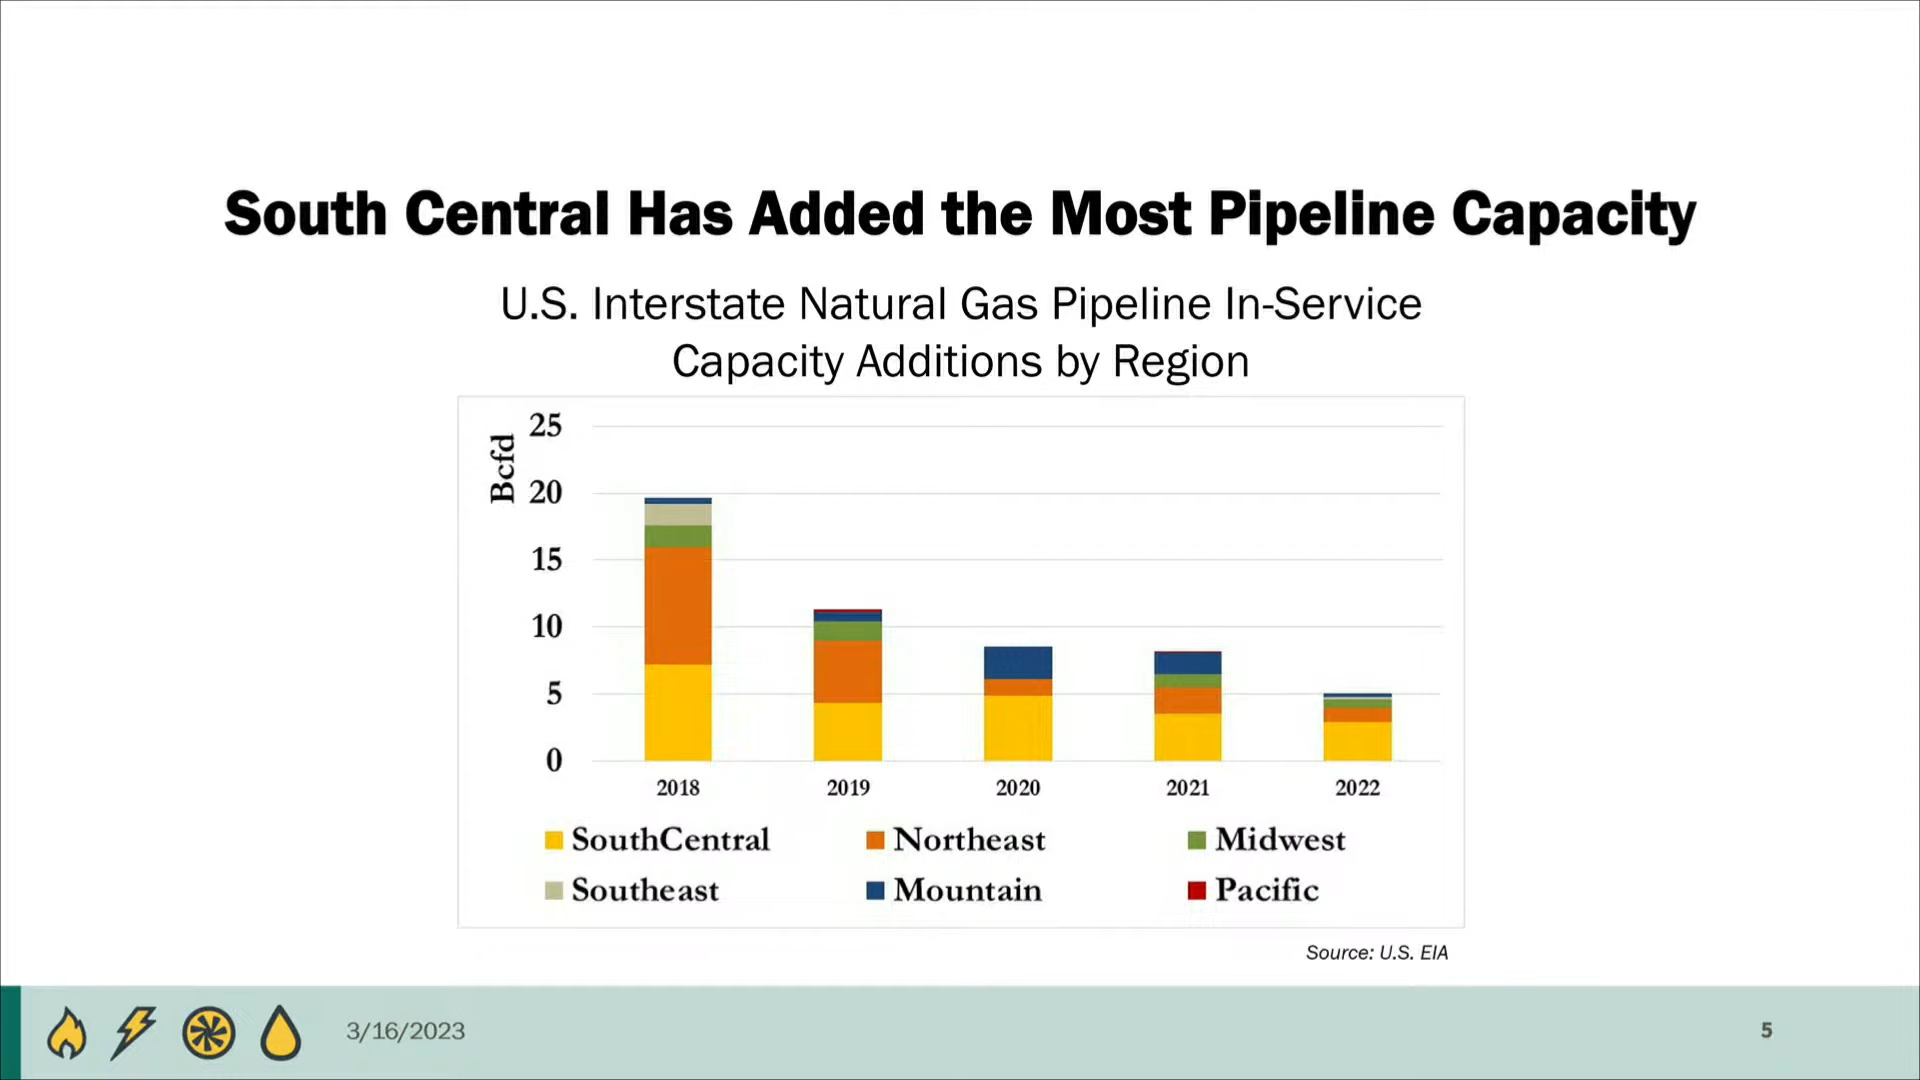 South Central Has Added the Most Pipeline Capacity
U.S. Interstate Natural Gas Pipeline In-Service
Capacity Additions by Region
Bcfd
25
20
15
10
5
0
2018 2019 2020 2021 2022
SouthCentral Northeast Midwest
Southeast Mountain Pacific
Source: U.S. EIA
3/16/2023 5